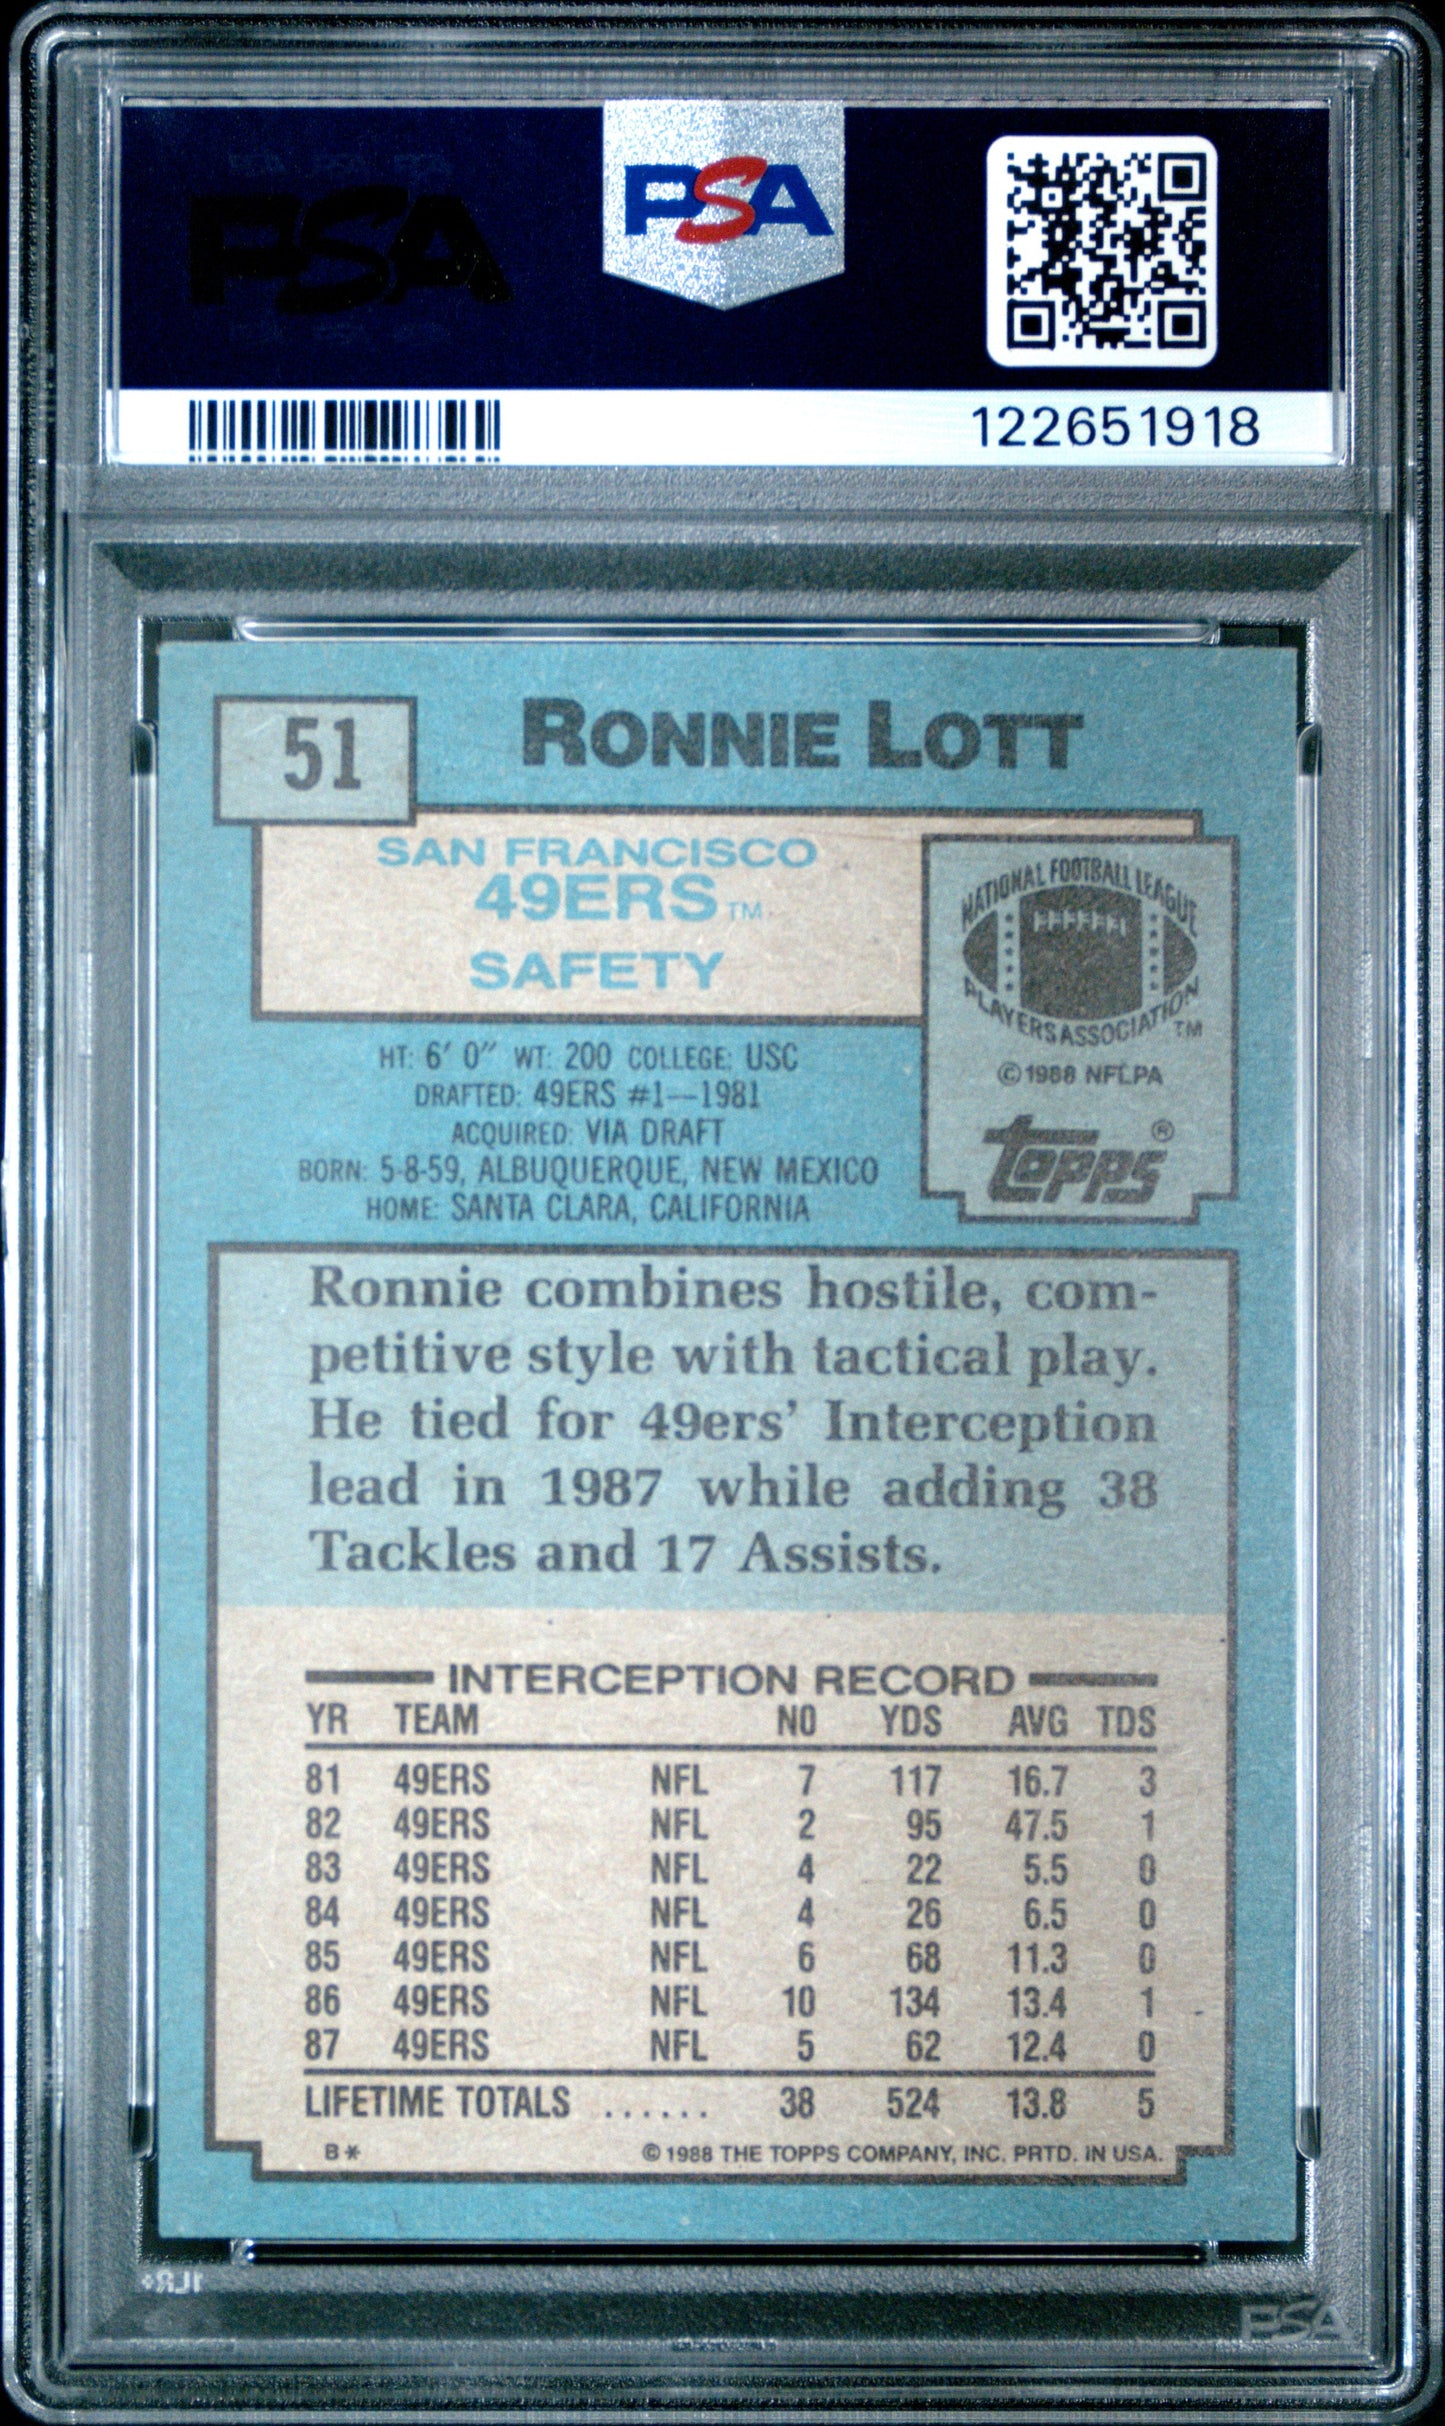 PSA
PSA
122651918
51
RONNIE LOTT
SAN FRANCISCO
49ERS TM
SAFETY
NATIONAL FOOTBALL LEAGUE
PLAYERS ASSOCIATION TM
© 1988 NFLPA
topps ®
HT: 6' 0" WT: 200 COLLEGE: USC
DRAFTED: 49ERS #1—1981
ACQUIRED: VIA DRAFT
BORN: 5-8-59, ALBUQUERQUE, NEW MEXICO
HOME: SANTA CLARA, CALIFORNIA
Ronnie combines hostile, com-
petitive style with tactical play.
He tied for 49ers' Interception
lead in 1987 while adding 38
Tackles and 17 Assists.
INTERCEPTION RECORD
YR TEAM NO YDS AVG TDS
81 49ERS NFL 7 117 16.7 3
82 49ERS NFL 2 95 47.5 1
83 49ERS NFL 4 22 5.5 0
84 49ERS NFL 4 26 6.5 0
85 49ERS NFL 6 68 11.3 0
86 49ERS NFL 10 134 13.4 1
87 49ERS NFL 5 62 12.4 0
LIFETIME TOTALS ...... 38 524 13.8 5
B* © 1988 THE TOPPS COMPANY, INC. PRTD. IN USA.
PSA